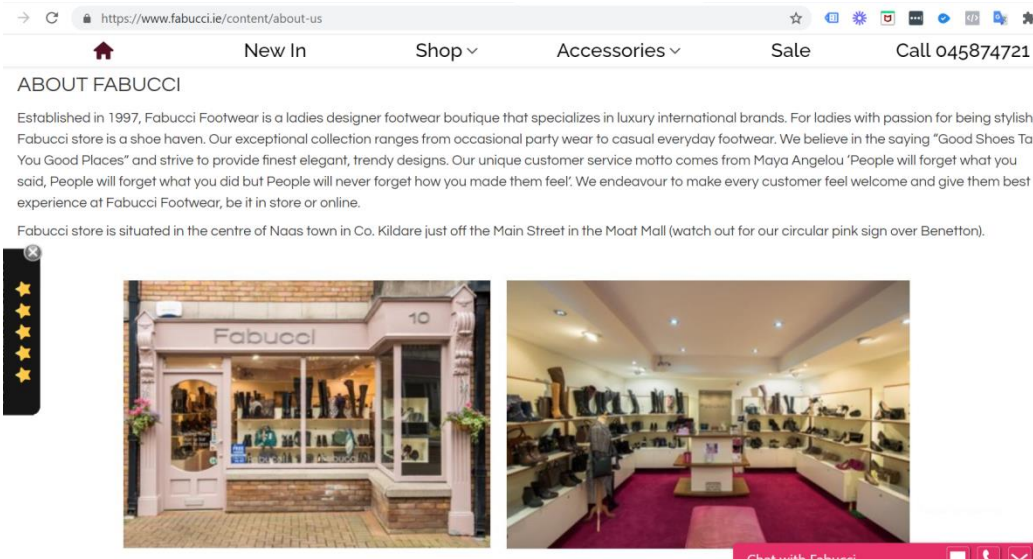 https://www.fabucci.ie/content/about-us
New In Shop Accessories Sale Call 045874721
ABOUT FABUCCI
Established in 1997, Fabucci Footwear is a ladies designer footwear boutique that specializes in luxury international brands. For ladies with passion for being stylish
Fabucci store is a shoe haven. Our exceptional collection ranges from occasional party wear to casual everyday footwear. We believe in the saying “Good Shoes Ta
You Good Places” and strive to provide finest elegant, trendy designs. Our unique customer service motto comes from Maya Angelou ‘People will forget what you
said, People will forget what you did but People will never forget how you made them feel’. We endeavour to make every customer feel welcome and give them best
experience at Fabucci Footwear, be it in store or online.
Fabucci store is situated in the centre of Naas town in Co. Kildare just off the Main Street in the Moat Mall (watch out for our circular pink sign over Benetton).
Fabucci 10
FREE
Fabucci
Chat with Fabucci